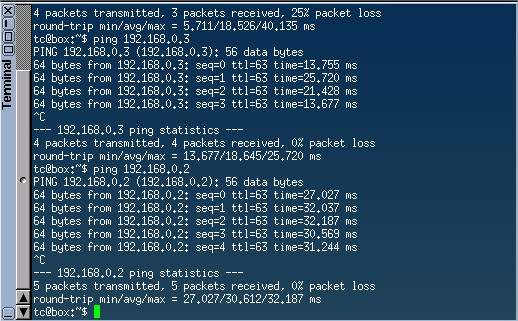 Terminal
4 packets transmitted, 3 packets received, 25% packet loss
round-trip min/avg/max = 5.711/18.526/40.135 ms
tc@box:~$ ping 192.168.0.3
PING 192.168.0.3 (192.168.0.3): 56 data bytes
64 bytes from 192.168.0.3: seq=0 ttl=63 time=13.755 ms
64 bytes from 192.168.0.3: seq=1 ttl=63 time=25.720 ms
64 bytes from 192.168.0.3: seq=2 ttl=63 time=21.428 ms
64 bytes from 192.168.0.3: seq=3 ttl=63 time=13.677 ms
^C
--- 192.168.0.3 ping statistics ---
4 packets transmitted, 4 packets received, 0% packet loss
round-trip min/avg/max = 13.677/18.645/25.720 ms
tc@box:~$ ping 192.168.0.2
PING 192.168.0.2 (192.168.0.2): 56 data bytes
64 bytes from 192.168.0.2: seq=0 ttl=63 time=27.027 ms
64 bytes from 192.168.0.2: seq=1 ttl=63 time=32.037 ms
64 bytes from 192.168.0.2: seq=2 ttl=63 time=32.187 ms
64 bytes from 192.168.0.2: seq=3 ttl=63 time=30.569 ms
64 bytes from 192.168.0.2: seq=4 ttl=63 time=31.244 ms
^C
--- 192.168.0.2 ping statistics ---
5 packets transmitted, 5 packets received, 0% packet loss
round-trip min/avg/max = 27.027/30.612/32.187 ms
tc@box:~$